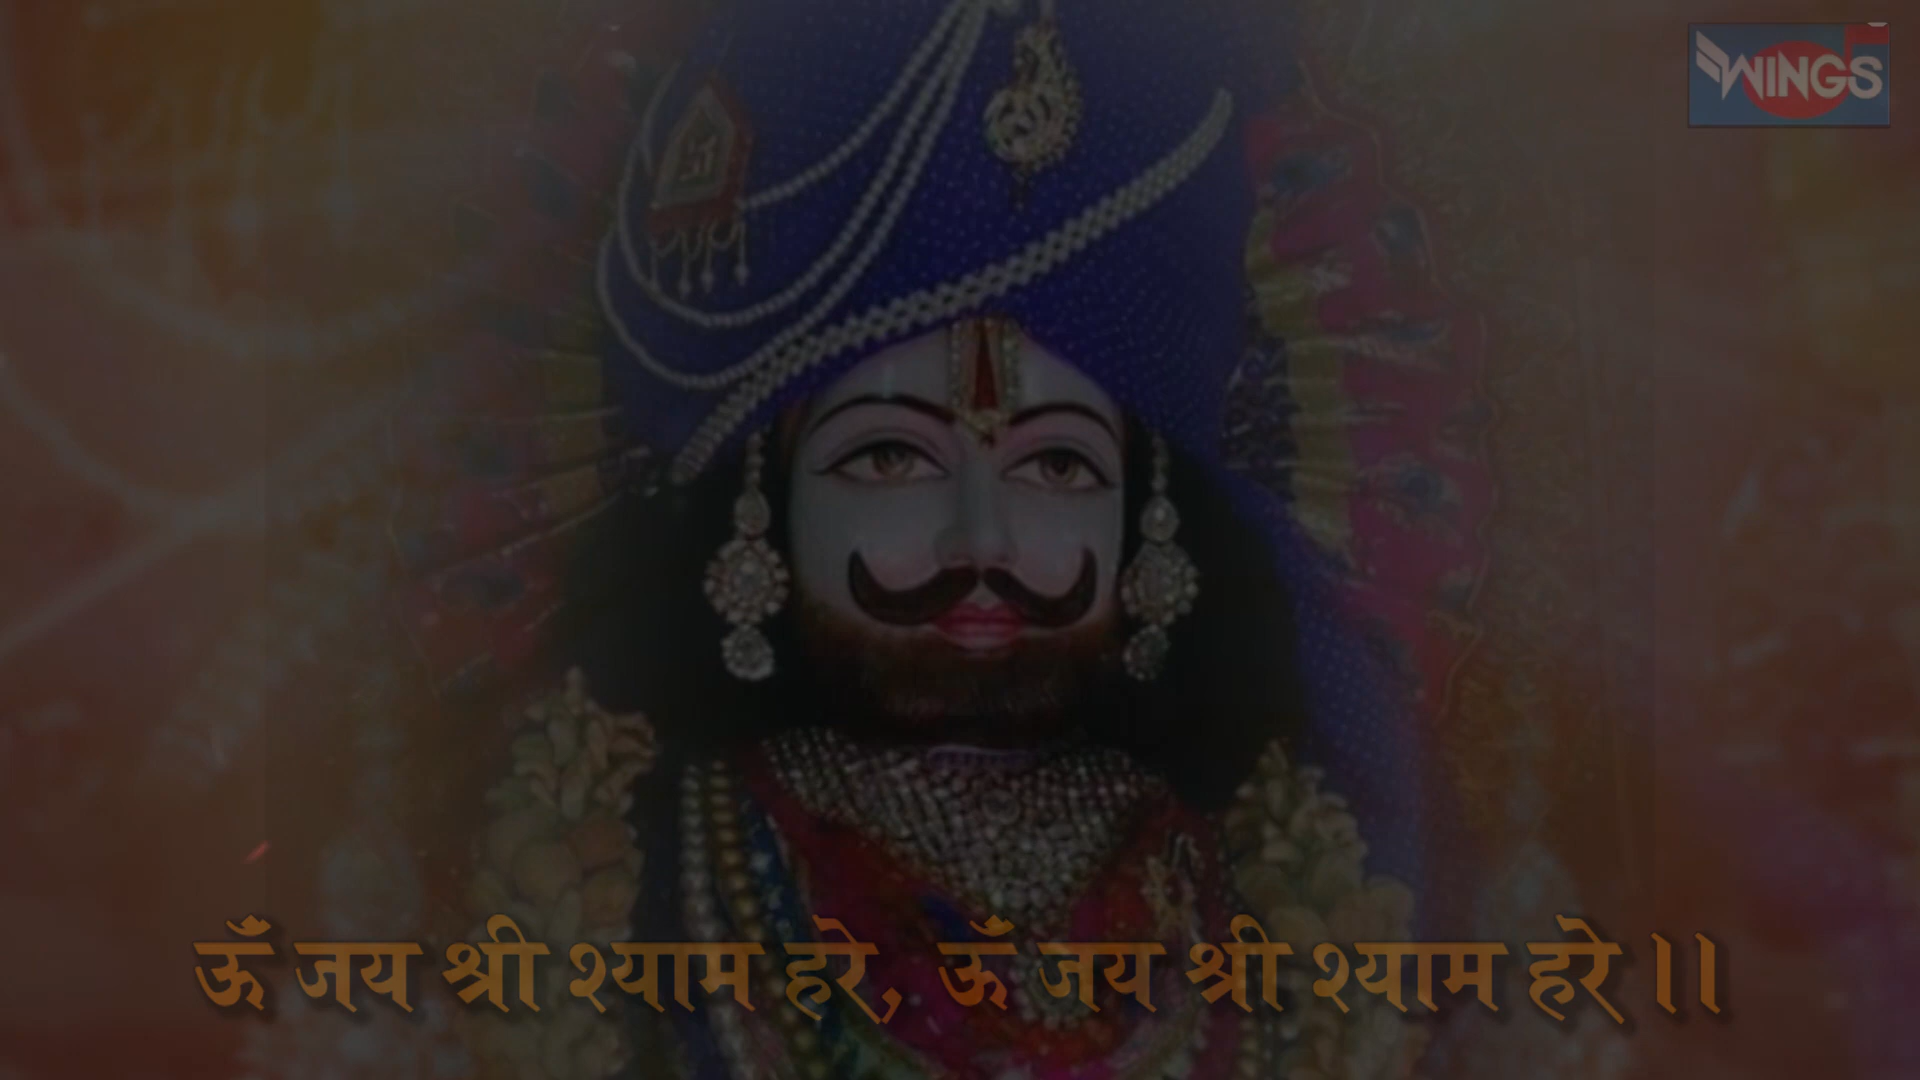 WINGS
ऊँ जय श्री श्याम हरे, ऊँ जय श्री श्याम हरे ।।